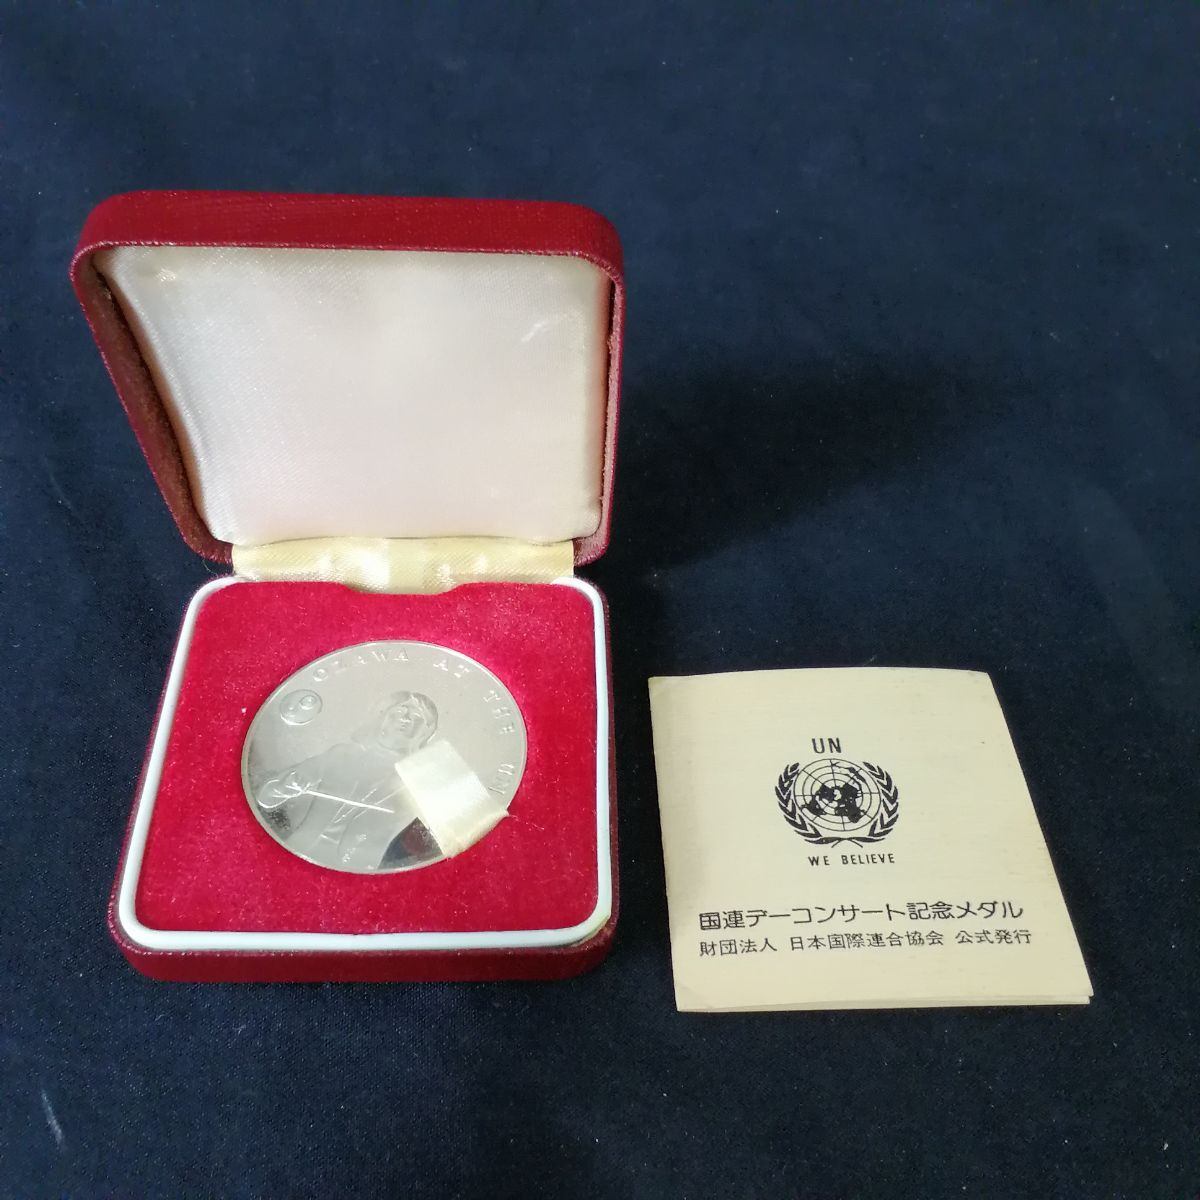 OZAWA AT THE UN
UN
WE BELIEVE
国連デーコンサート記念メダル
財団法人 日本国際連合協会 公式発行